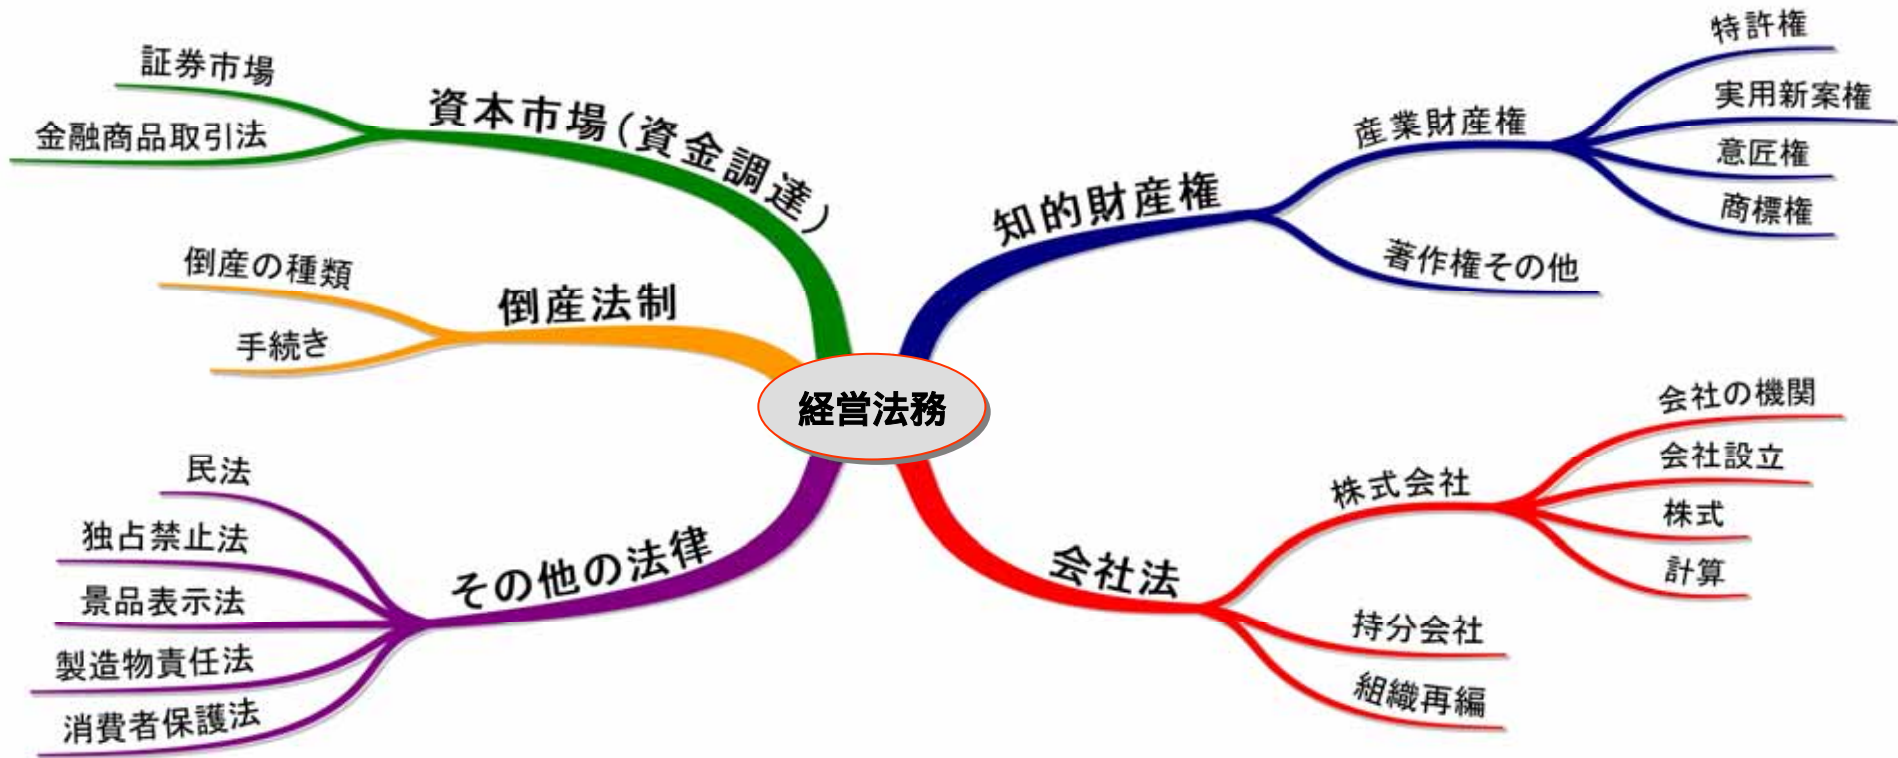 経営法務
知的財産権
産業財産権
特許権
実用新案権
意匠権
商標権
著作権その他
会社法
株式会社
会社の機関
会社設立
株式
計算
持分会社
組織再編
資本市場(資金調達)
証券市場
金融商品取引法
倒産法制
倒産の種類
手続き
その他の法律
民法
独占禁止法
景品表示法
製造物責任法
消費者保護法